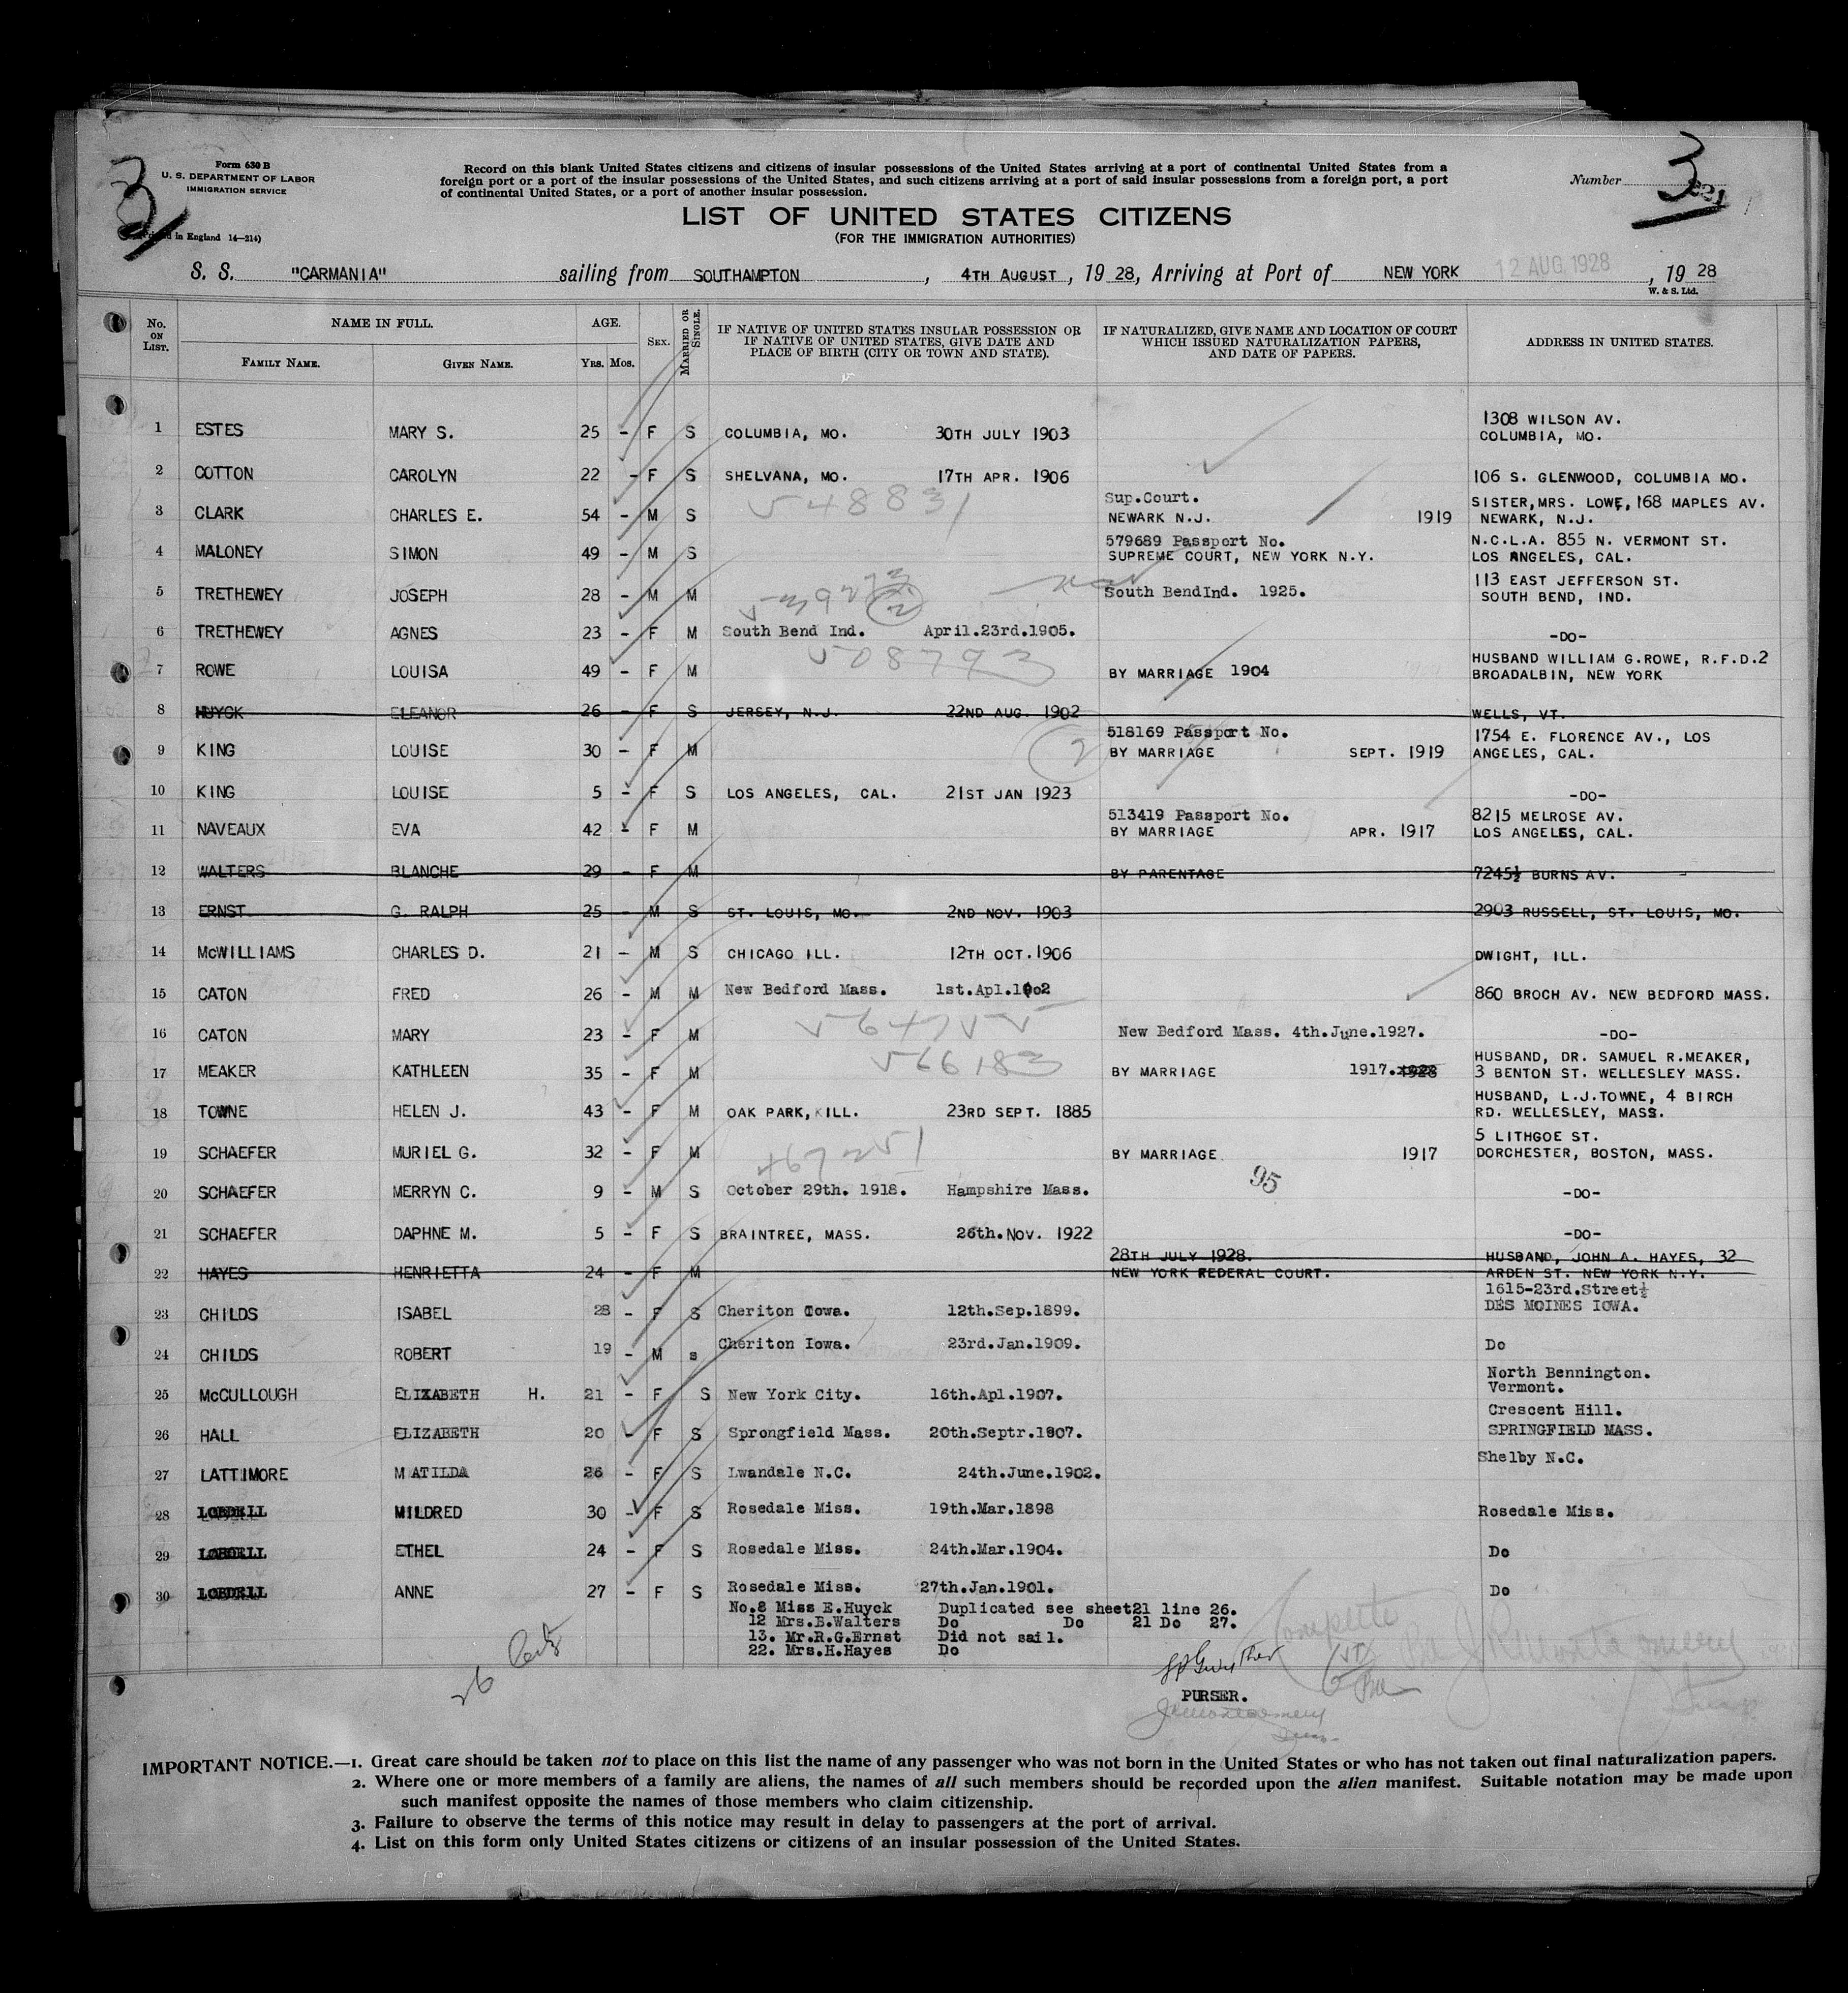 Form 630 B
U. S. DEPARTMENT OF LABOR
IMMIGRATION SERVICE
in England 14—214)
Record on this blank United States citizens and citizens of insular possessions of the United States arriving at a port of continental United States from a
foreign port or a port of the insular possessions of the United States, and such citizens arriving at a port of said insular possessions from a foreign port, a port
of continental United States, or a port of another insular possession.
Number 3
LIST OF UNITED STATES CITIZENS
(FOR THE IMMIGRATION AUTHORITIES)
S. S. "CARMANIA" sailing from SOUTHAMPTON, 4TH AUGUST, 1928, Arriving at Port of NEW YORK 12 AUG 1928, 1928
W. & S. Ltd.
No. ON LIST. NAME IN FULL. FAMILY NAME. GIVEN NAME. AGE. YRS. MOS. SEX. MARRIED OR SINGLE. IF NATIVE OF UNITED STATES INSULAR POSSESSION OR IF NATIVE OF UNITED STATES, GIVE DATE AND PLACE OF BIRTH (CITY OR TOWN AND STATE). IF NATURALIZED, GIVE NAME AND LOCATION OF COURT WHICH ISSUED NATURALIZATION PAPERS, AND DATE OF PAPERS. ADDRESS IN UNITED STATES.
1 ESTES MARY S. 25 - F S COLUMBIA, MO. 30TH JULY 1903 1308 WILSON AV. COLUMBIA, MO.
2 COTTON CAROLYN 22 - F S SHELVANA, MO. 17TH APR. 1906 106 S. GLENWOOD, COLUMBIA MO.
3 CLARK CHARLES E. 54 - M S 548831 Sup.Court. NEWARK N.J. 1919 SISTER,MRS. LOWE, 168 MAPLES AV. NEWARK, N.J.
4 MALONEY SIMON 49 - M S 579689 Passport No. SUPREME COURT, NEW YORK N.Y. N.C.L.A. 855 N. VERMONT ST. LOS ANGELES, CAL.
5 TRETHEWEY JOSEPH 28 - M M South BendInd. 1925. 113 EAST JEFFERSON ST. SOUTH BEND, IND.
6 TRETHEWEY AGNES 23 - F M South Bend Ind. April.23rd.1905. -DO-
7 ROWE LOUISA 49 - F M 508793 BY MARRIAGE 1904 HUSBAND WILLIAM G.ROWE, R.F.D.2 BROADALBIN, NEW YORK
8 HUYCK ELEANOR 26 - F S JERSEY, N.J. 22ND AUG. 1902 WELLS, VT.
9 KING LOUISE 30 - F M 2 518169 Passport No. BY MARRIAGE SEPT. 1919 1754 E. FLORENCE AV., LOS ANGELES, CAL.
10 KING LOUISE 5 - F S LOS ANGELES, CAL. 21ST JAN 1923 -DO-
11 NAVEAUX EVA 42 - F M 513419 Passport No. BY MARRIAGE APR. 1917 8215 MELROSE AV. LOS ANGELES, CAL.
12 WALTERS BLANCHE 29 - F M BY PARENTAGE 7245½ BURNS AV. -
13 ERNST G. RALPH 25 - M S ST. LOUIS, MO. 2ND NOV. 1903 2903 RUSSELL, ST. LOUIS, MO.
14 McWILLIAMS CHARLES D. 21 - M S CHICAGO ILL. 12TH OCT. 1906 DWIGHT, ILL.
15 CATON FRED 26 - M M New Bedford Mass. 1st.Apl.1902 860 BROCH AV. NEW BEDFORD MASS.
16 CATON MARY 23 - F M New Bedford Mass. 4th.June.1927. -DO-
17 MEAKER KATHLEEN 35 - F M 566183 BY MARRIAGE 1917. 1928 HUSBAND, DR. SAMUEL R.MEAKER, 3 BENTON ST. WELLESLEY MASS.
18 TOWNE HELEN J. 43 - F M OAK PARK, ILL. 23RD SEPT. 1885 HUSBAND, L.J.TOWNE, 4 BIRCH RD. WELLESLEY, MASS.
19 SCHAEFER MURIEL G. 32 - F M 467251 BY MARRIAGE 1917 5 LITHGOE ST. DORCHESTER, BOSTON, MASS.
95
20 SCHAEFER MERRYN C. 9 - M S October 29th. 1918. Hampshire Mass. -DO-
21 SCHAEFER DAPHNE M. 5 - F S BRAINTREE, MASS. 26th.Nov. 1922 -DO-
22 HAYES HENRIETTA 24 - F M 28TH JULY 1928. NEW YORK FEDERAL COURT. HUSBAND, JOHN A. HAYES, 32 ARDEN ST. NEW YORK N.Y.
23 CHILDS ISABEL 28 - F S Cheriton Iowa. 12th.Sep.1899. 1615-23rd.Street½ DES MOINES IOWA.
24 CHILDS ROBERT 19 - M s Cheriton Iowa. 23rd.Jan.1909. Do
25 McCULLOUGH ELIZABETH H. 21 - F S New York City. 16th.Apl.1907. North Bennington. Vermont.
26 HALL ELIZABETH 20 - F S Sprongfield Mass. 20th.Septr.1907. Crescent Hill. SPRINGFIELD MASS.
27 LATTIMORE MATILDA 26 - F S Lwandale N.C. 24th.June.1902. Shelby N.C.
28 LOBDELL MILDRED 30 - F S Rosedale Miss. 19th.Mar.1898 Rosedale Miss.
29 LOBDELL ETHEL 24 - F S Rosedale Miss. 24th.Mar.1904. Do
30 LOBDELL ANNE 27 - F S Rosedale Miss. 27th.Jan.1901. Do
No.8 Miss E.Huyck Duplicated see sheet21 line 26.
12 Mrs.B.Walters Do Do 21 Do 27.
13. Mr.R.G.Ernst Did not sail.
22. Mrs.H.Hayes Do
26
PURSER.
IMPORTANT NOTICE.—1. Great care should be taken not to place on this list the name of any passenger who was not born in the United States or who has not taken out final naturalization papers.
2. Where one or more members of a family are aliens, the names of all such members should be recorded upon the alien manifest. Suitable notation may be made upon
such manifest opposite the names of those members who claim citizenship.
3. Failure to observe the terms of this notice may result in delay to passengers at the port of arrival.
4. List on this form only United States citizens or citizens of an insular possession of the United States.